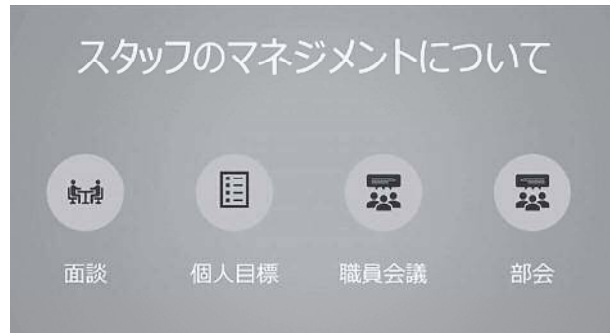 スタッフのマネジメントについて
面談
個人目標
職員会議
部会